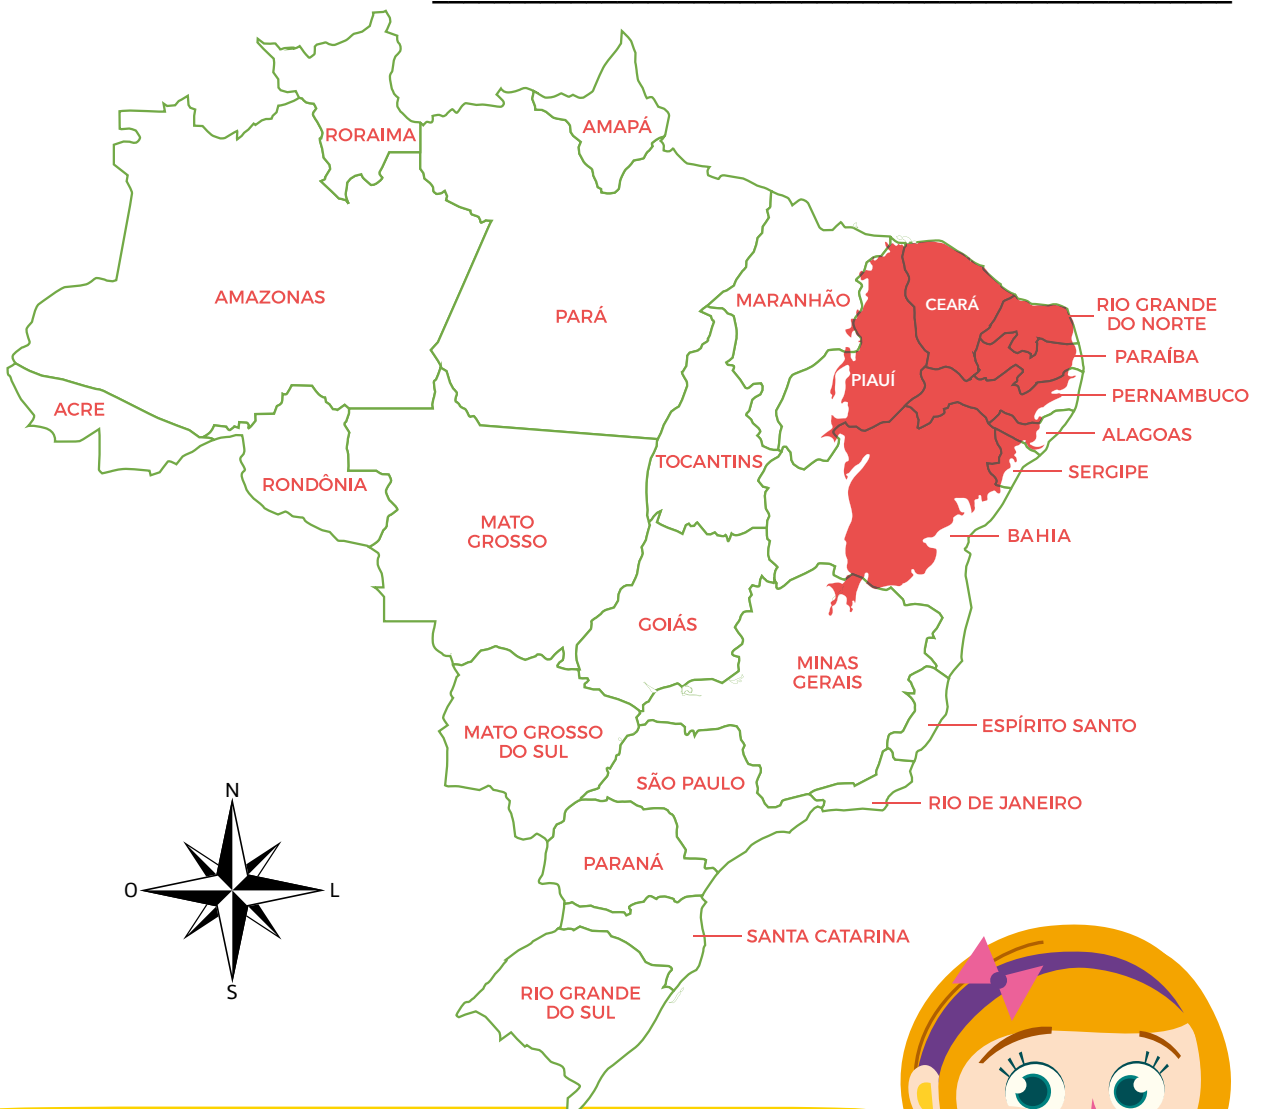 RORAIMA
AMAPÁ
AMAZONAS
PARÁ
MARANHÃO
CEARÁ
RIO GRANDE
DO NORTE
PARAÍBA
PIAUÍ
PERNAMBUCO
ACRE
ALAGOAS
TOCANTINS
SERGIPE
RONDÔNIA
MATO
GROSSO
BAHIA
GOIÁS
MINAS
GERAIS
ESPÍRITO SANTO
MATO GROSSO
DO SUL
SÃO PAULO
RIO DE JANEIRO
PARANÁ
SANTA CATARINA
RIO GRANDE
DO SUL
N
O
L
S